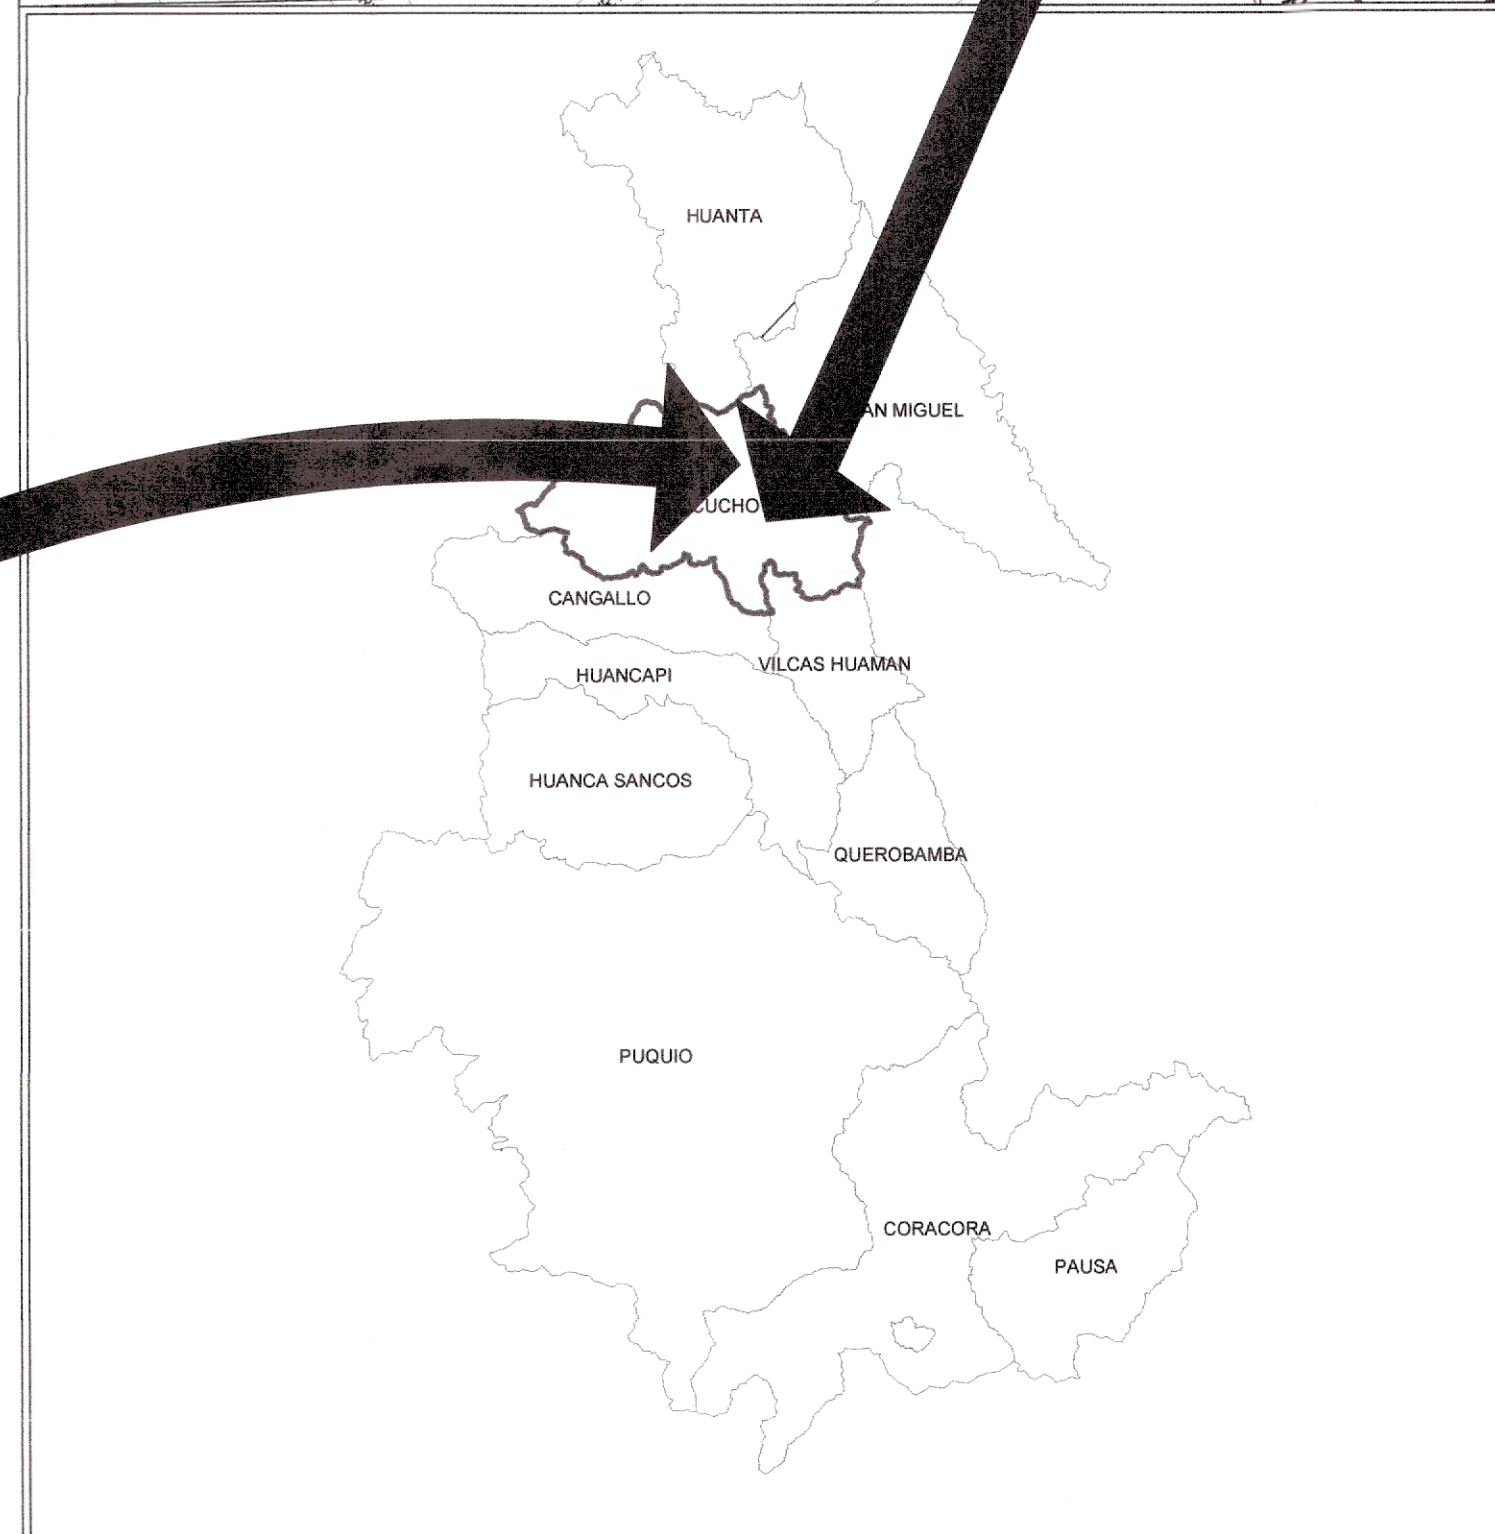 HUANTA
AN MIGUEL
CUCHO
CANGALLO
VILCAS HUAMAN
HUANCAPI
HUANCA SANCOS
QUEROBAMBA
PUQUIO
CORACORA
PAUSA